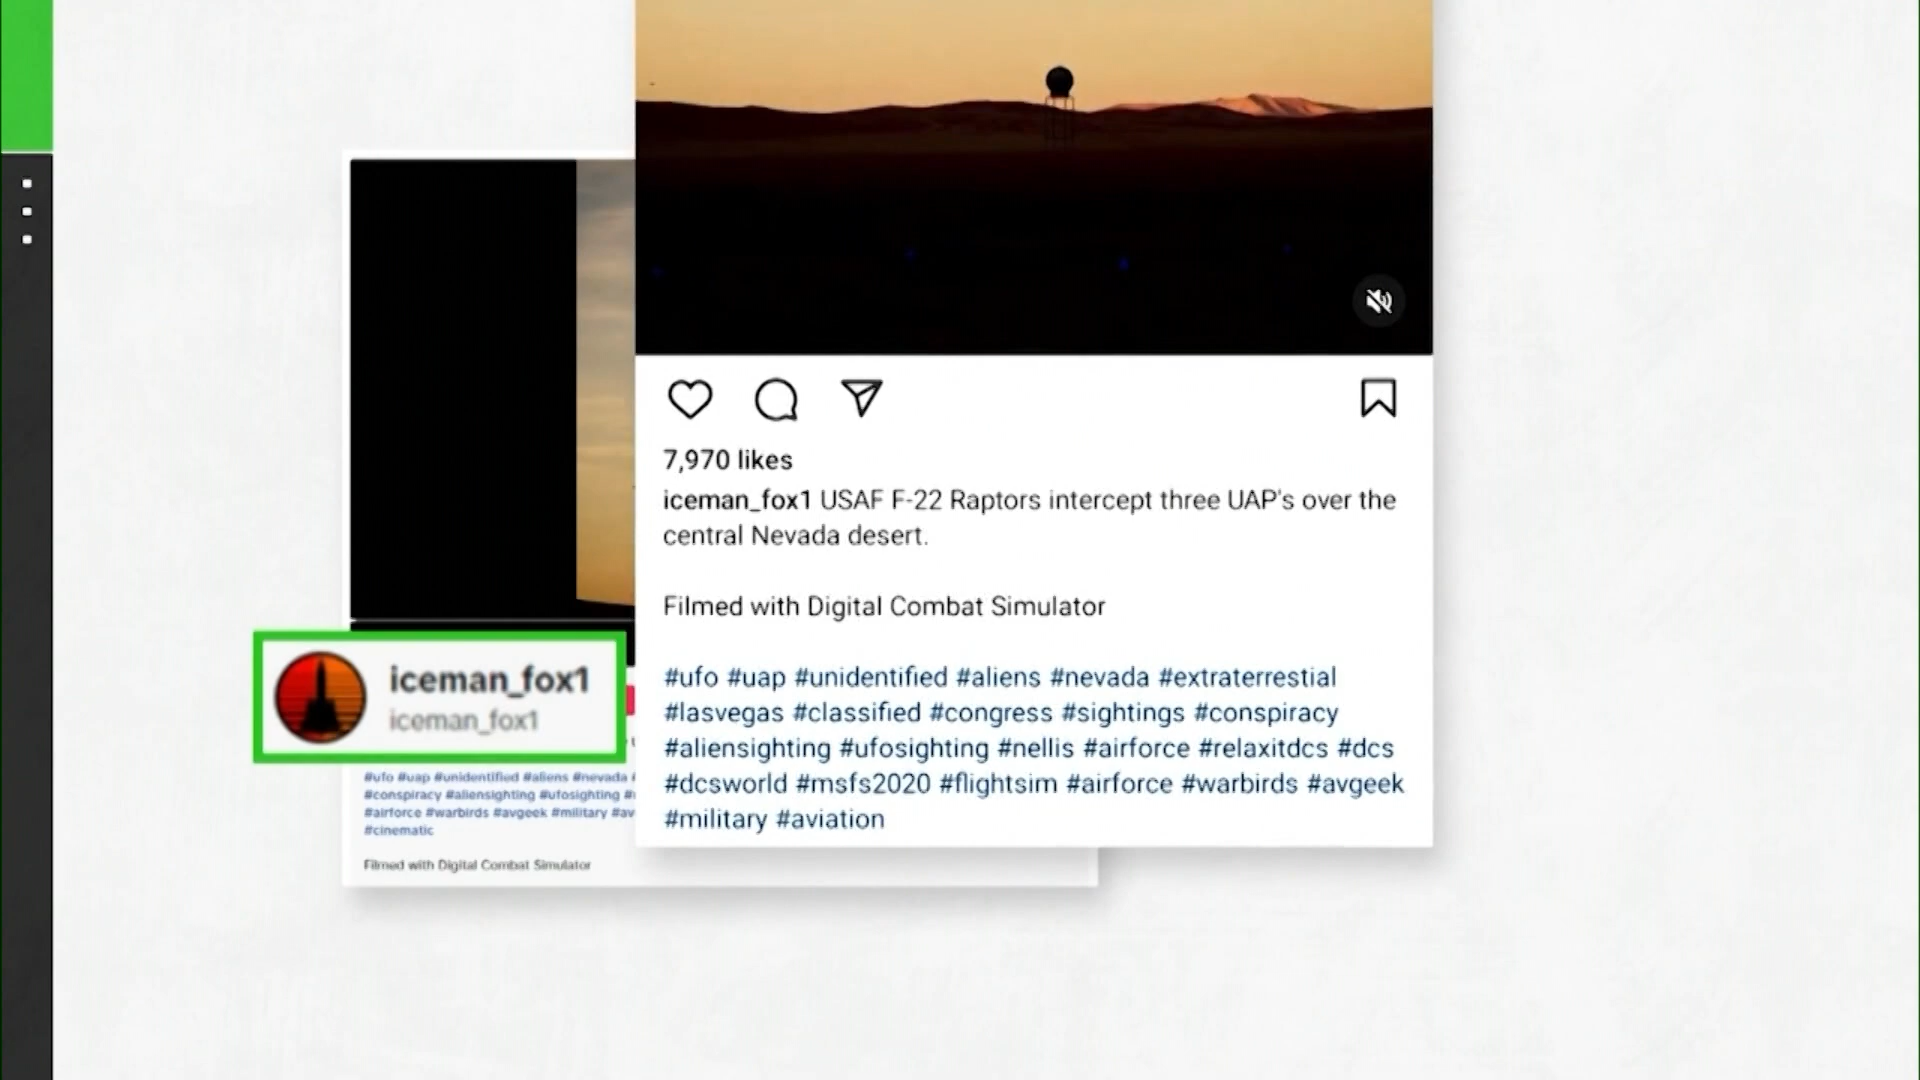 7,970 likes
iceman_fox1 USAF F-22 Raptors intercept three UAP's over the
central Nevada desert.
Filmed with Digital Combat Simulator
#ufo #uap #unidentified #aliens #nevada #extraterrestial
#lasvegas #classified #congress #sightings #conspiracy
#aliensighting #ufosighting #nellis #airforce #relaxitdcs #dcs
#dcsworld #msfs2020 #flightsim #airforce #warbirds #avgeek
#military #aviation
iceman_fox1
iceman_fox1
#ufo #uap #unidentified #aliens #nevada
#conspiracy #aliensighting #ufosighting
#airforce #warbirds #avgeek #military #av
#cinematic
Filmed with Digital Combat Simulator